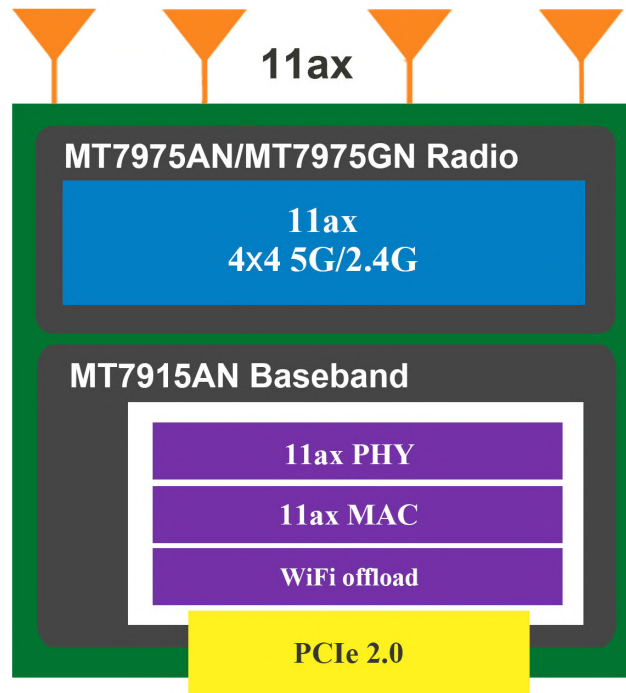 11ax
MT7975AN/MT7975GN Radio
11ax
4x4 5G/2.4G
MT7915AN Baseband
11ax PHY
11ax MAC
WiFi offload
PCIe 2.0